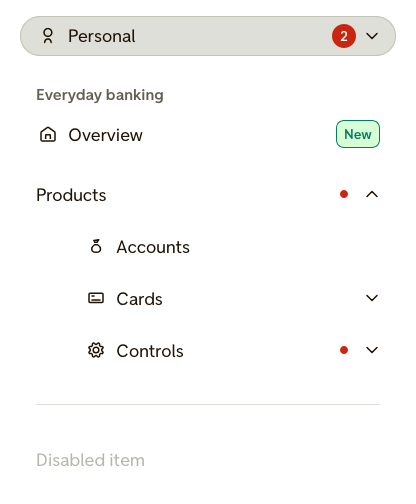 Personal 2
Everyday banking
Overview New
Products
Accounts
Cards
Controls
Disabled item